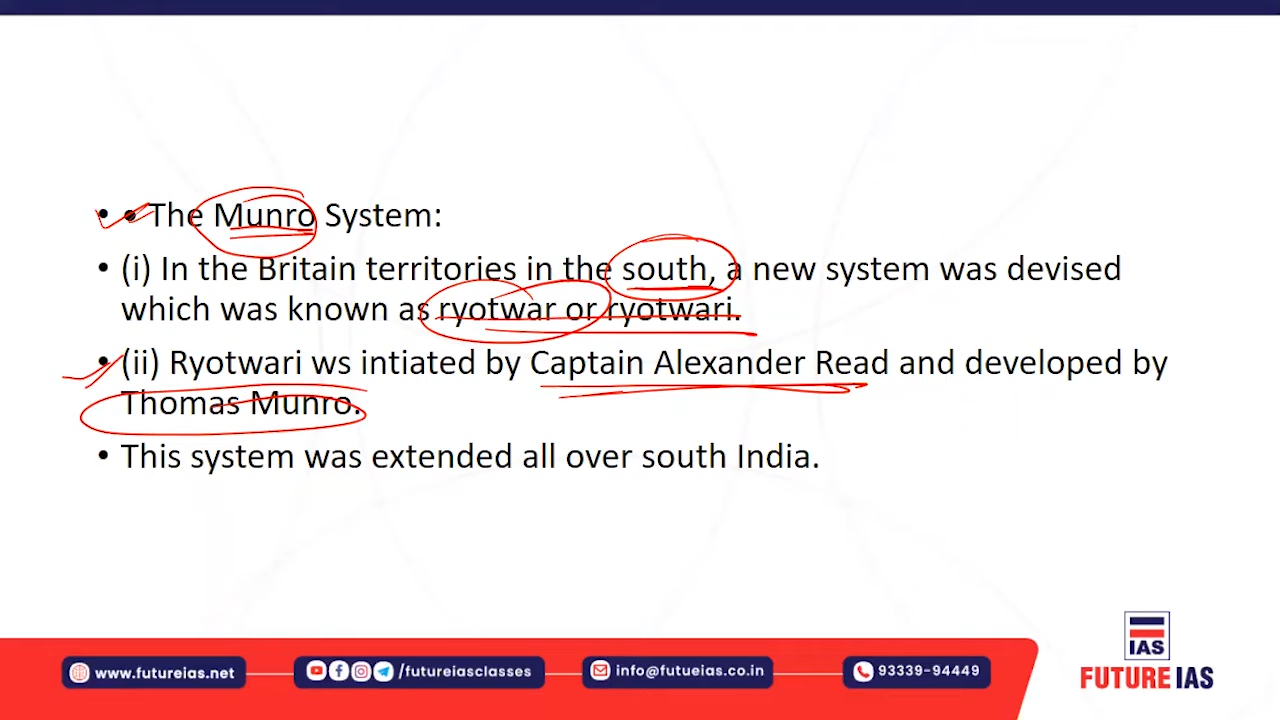 • • The Munro System:
• (i) In the Britain territories in the south, a new system was devised
which was known as ryotwar or ryotwari.
• (ii) Ryotwari ws intiated by Captain Alexander Read and developed by
Thomas Munro.
• This system was extended all over south India.
IAS
FUTURE IAS
www.futureias.net
/futureiasclasses
info@futueias.co.in
93339-94449